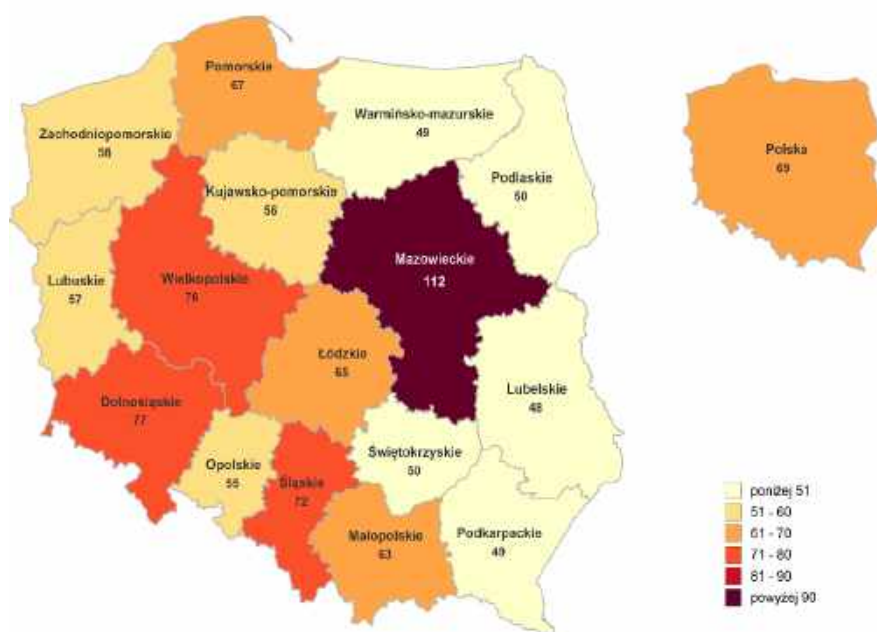 Pomorskie
67
Warmińsko-mazurskie
49
Zachodniopomorskie
58
Podlaskie
50
Kujawsko-pomorskie
56
Mazowieckie
112
Lubuskie
57
Wielkopolskie
76
Łódzkie
65
Lubelskie
48
Dolnośląskie
77
Świętokrzyskie
50
Opolskie
55
Śląskie
72
Małopolskie
63
Podkarpackie
49
Polska
69
poniżej 51
51 - 60
61 - 70
71 - 80
81 - 90
powyżej 90